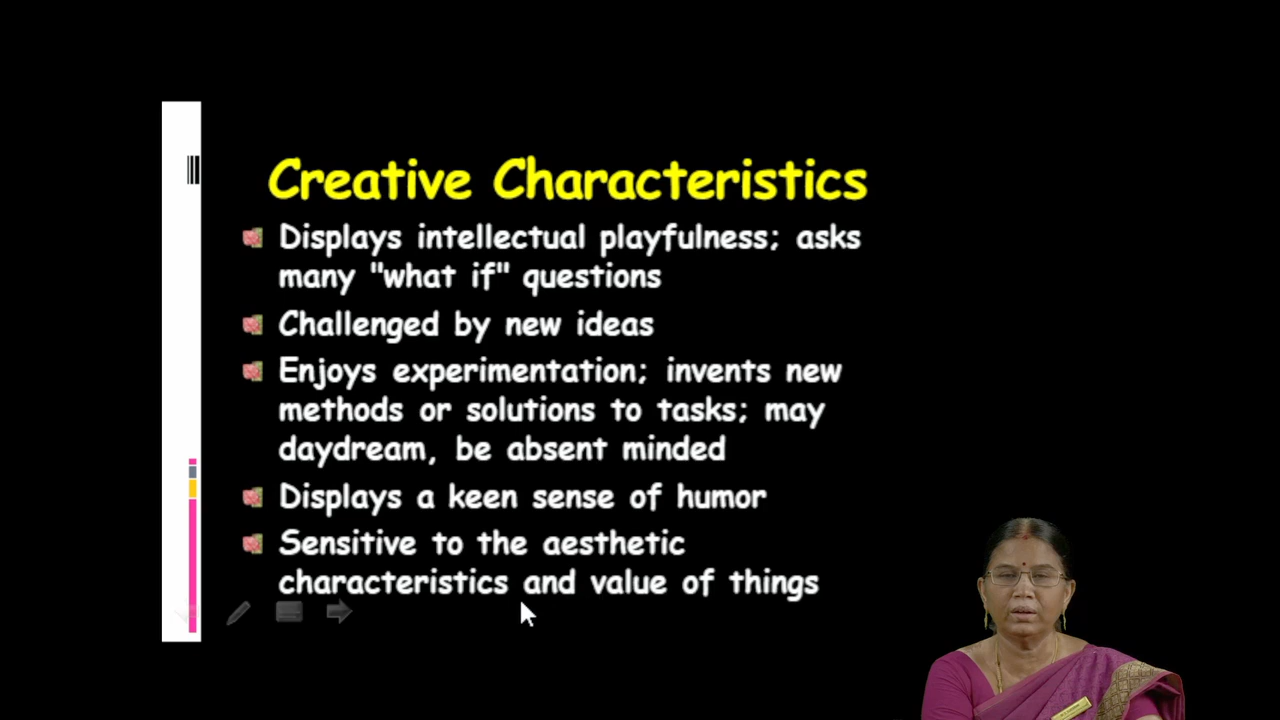 Creative Characteristics
Displays intellectual playfulness; asks
many "what if" questions
Challenged by new ideas
Enjoys experimentation; invents new
methods or solutions to tasks; may
daydream, be absent minded
Displays a keen sense of humor
Sensitive to the aesthetic
characteristics and value of things